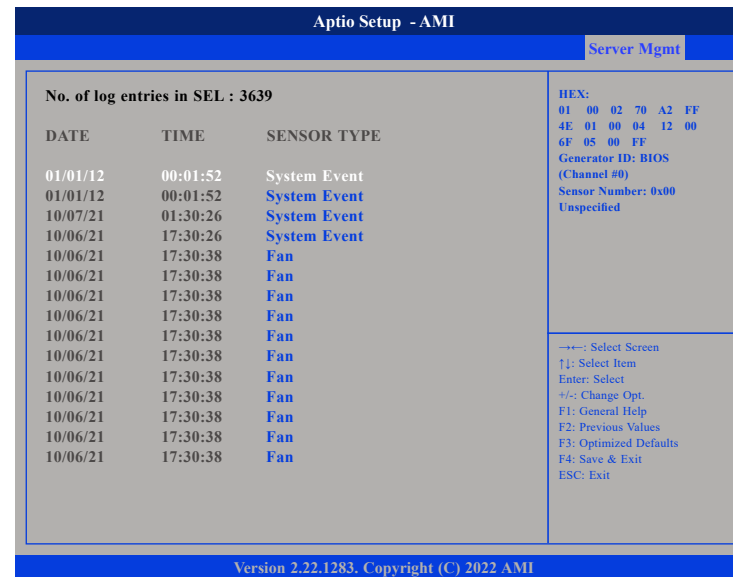 Aptio Setup - AMI
Server Mgmt
No. of log entries in SEL : 3639
DATE TIME SENSOR TYPE
01/01/12 00:01:52 System Event
01/01/12 00:01:52 System Event
10/07/21 01:30:26 System Event
10/06/21 17:30:26 System Event
10/06/21 17:30:38 Fan
10/06/21 17:30:38 Fan
10/06/21 17:30:38 Fan
10/06/21 17:30:38 Fan
10/06/21 17:30:38 Fan
10/06/21 17:30:38 Fan
10/06/21 17:30:38 Fan
10/06/21 17:30:38 Fan
10/06/21 17:30:38 Fan
10/06/21 17:30:38 Fan
10/06/21 17:30:38 Fan
HEX:
01 00 02 70 A2 FF
4E 01 00 04 12 00
6F 05 00 FF
Generator ID: BIOS
(Channel #0)
Sensor Number: 0x00
Unspecified
→←: Select Screen
↑↓: Select Item
Enter: Select
+/-: Change Opt.
F1: General Help
F2: Previous Values
F3: Optimized Defaults
F4: Save & Exit
ESC: Exit
Version 2.22.1283. Copyright (C) 2022 AMI